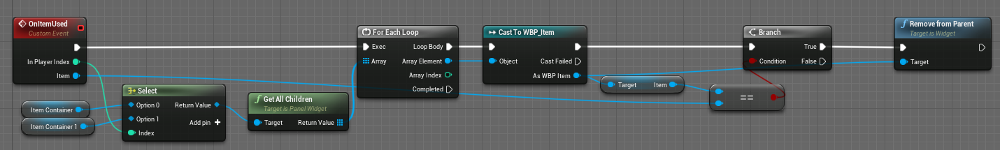 OnItemUsed
Custom Event
In Player Index
Item
Item Container
Item Container 1
Select
Option 0
Return Value
Option 1
Add pin
Index
Get All Children
Target is Panel Widget
Target
Return Value
For Each Loop
Exec
Loop Body
Array
Array Element
Array Index
Completed
Cast To WBP_Item
Object
Cast Failed
As WBP Item
Target
Item
==
Branch
True
Condition
False
Remove from Parent
Target is Widget
Target